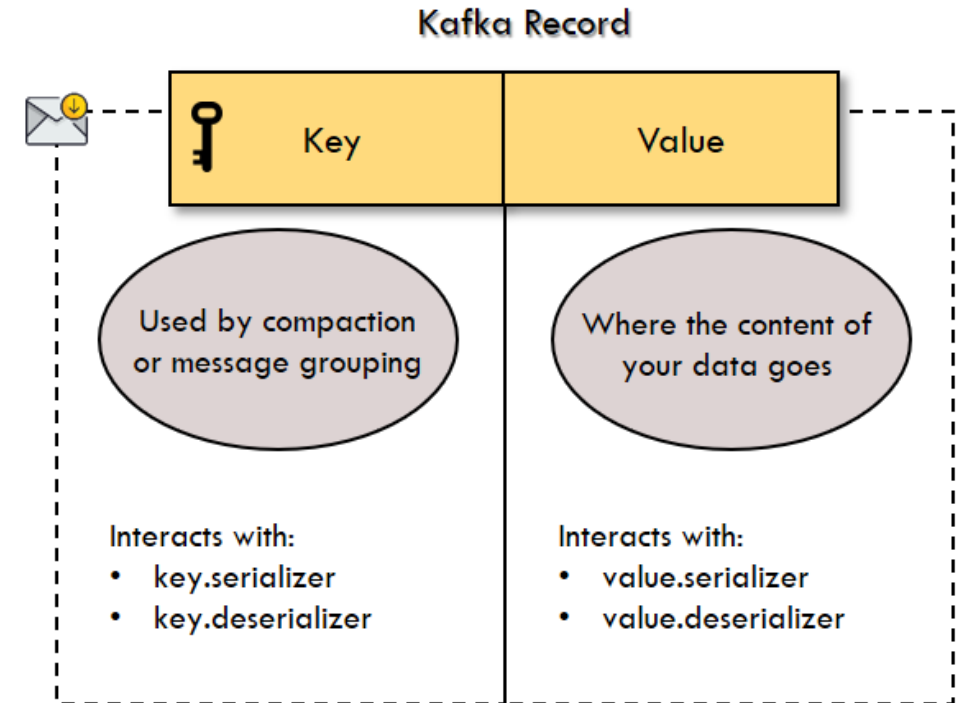 Kafka Record
Key
Value
Used by compaction
or message grouping
Where the content of
your data goes
Interacts with:
• key.serializer
• key.deserializer
Interacts with:
• value.serializer
• value.deserializer